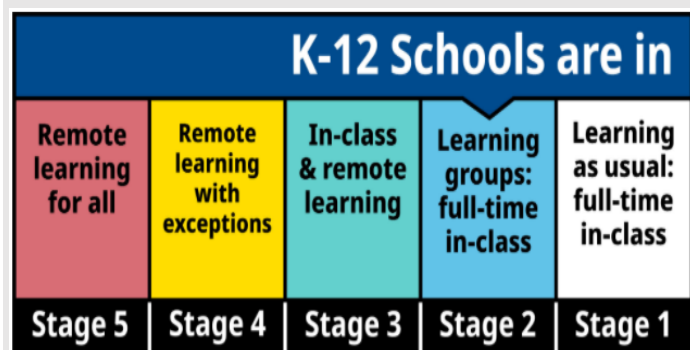 K-12 Schools are in
Remote
learning
for all
Remote
learning
with
exceptions
In-class
& remote
learning
Learning
groups:
full-time
in-class
Learning
as usual:
full-time
in-class
Stage 5
Stage 4
Stage 3
Stage 2
Stage 1